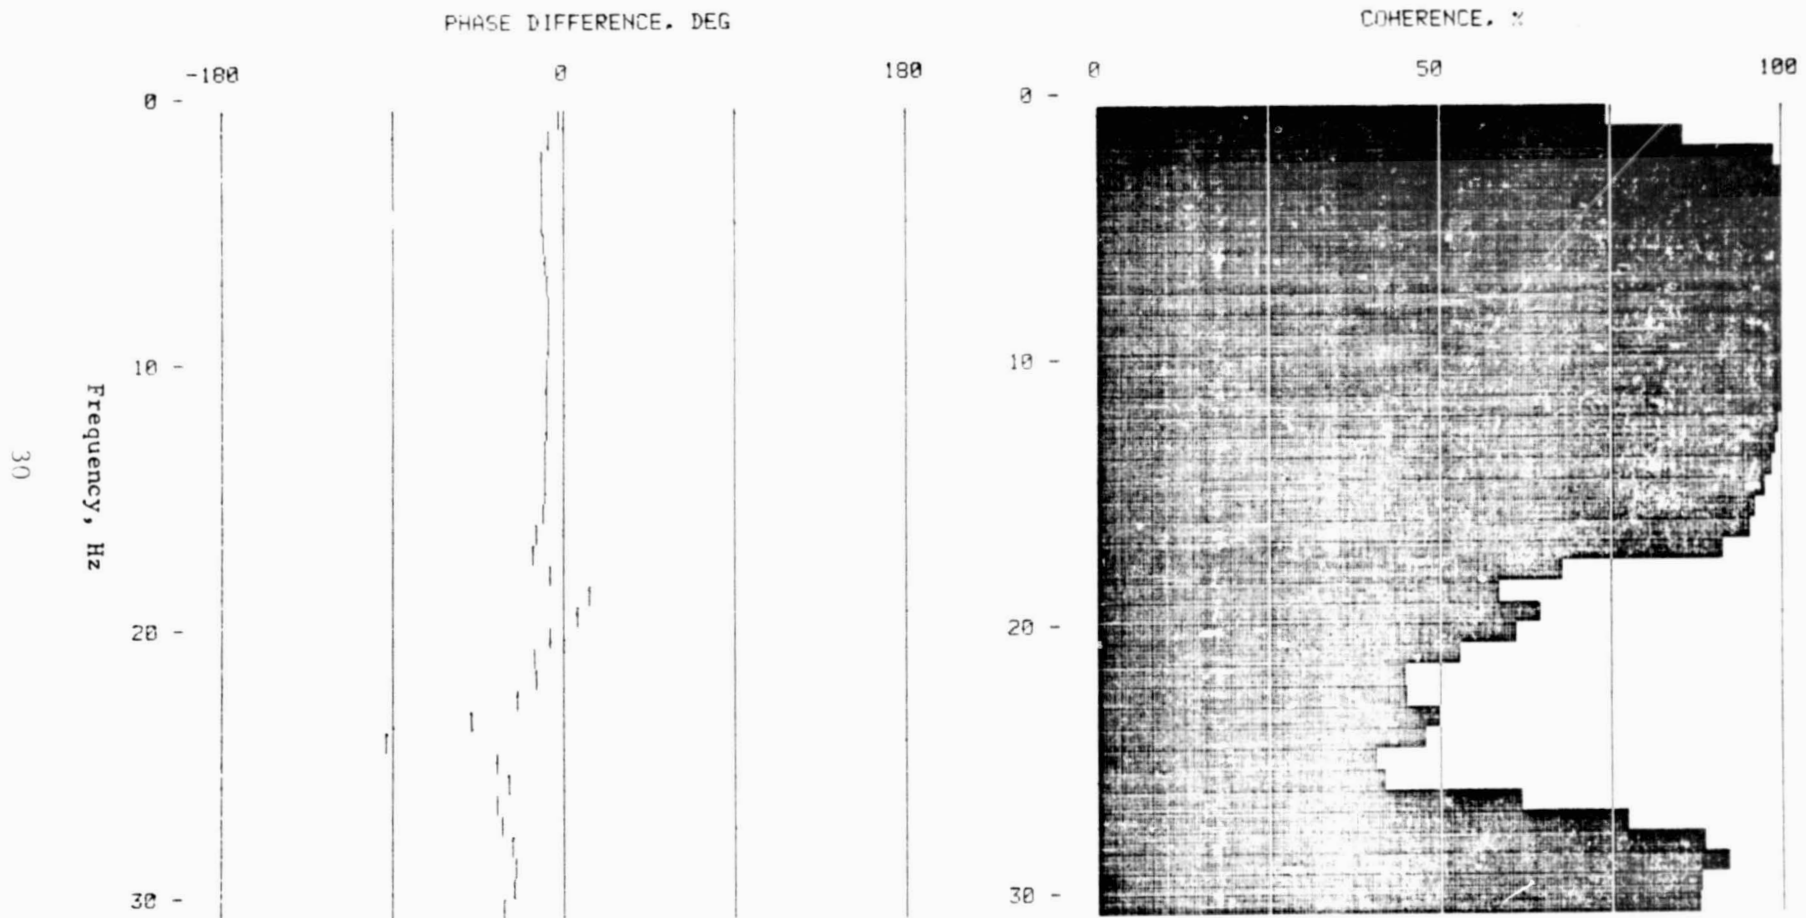 PHASE DIFFERENCE, DEG
-180 0 180
0 -
10 -
20 -
30 -
Frequency, Hz
COHERENCE, %
0 50 100
0 -
10 -
20 -
30 -
30